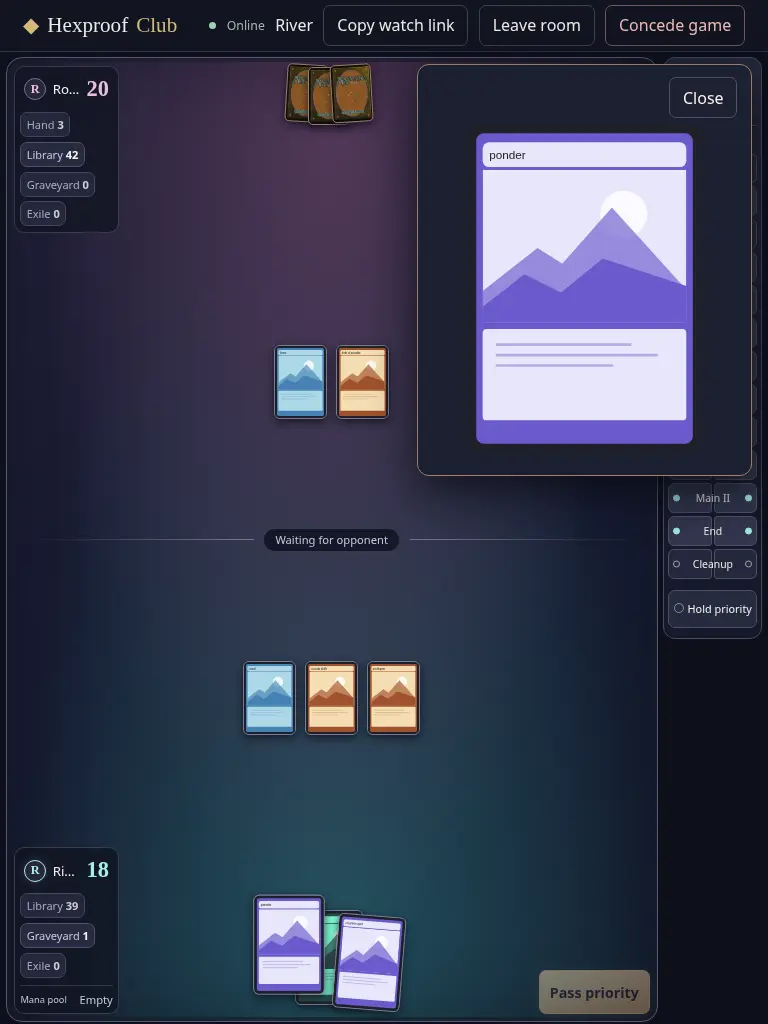 Hexproof Club
Online
River
Copy watch link
Leave room
Concede game
R Ro... 20
Hand 3
Library 42
Graveyard 0
Exile 0
Close
ponder
Waiting for opponent
Main II
End
Cleanup
Hold priority
R Ri... 18
Library 39
Graveyard 1
Exile 0
Mana pool Empty
ponder
Pass priority